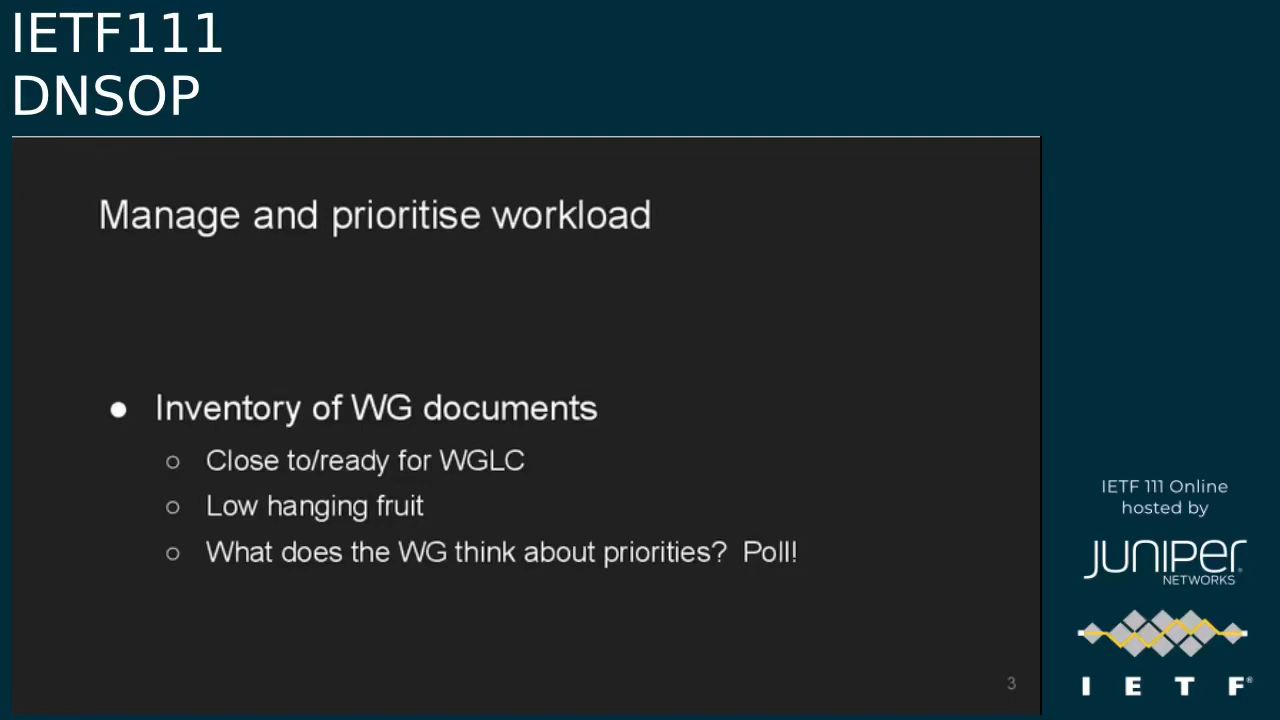 IETF111
DNSOP
Manage and prioritise workload
● Inventory of WG documents
○ Close to/ready for WGLC
○ Low hanging fruit
○ What does the WG think about priorities?  Poll!
3
IETF 111 Online
hosted by
JUNIPER
NETWORKS
I E T F®